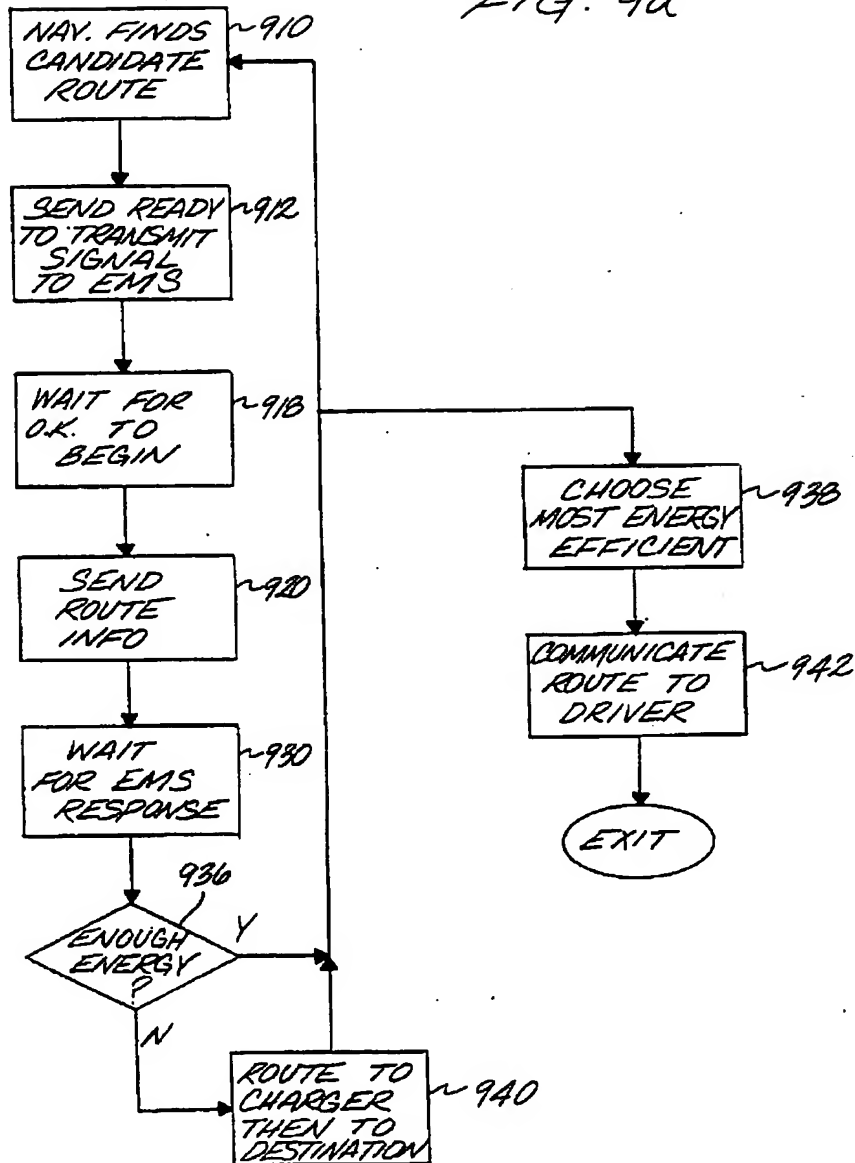 FIG. 9a
NAV. FINDS
CANDIDATE
ROUTE
910
SEND READY
TO TRANSMIT
SIGNAL
TO EMS
912
WAIT FOR
O.K. TO
BEGIN
918
SEND
ROUTE
INFO
920
WAIT
FOR EMS
RESPONSE
930
936
ENOUGH
ENERGY
?
Y
N
ROUTE TO
CHARGER
THEN TO
DESTINATION
940
CHOOSE
MOST ENERGY
EFFICIENT
938
COMMUNICATE
ROUTE TO
DRIVER
942
EXIT